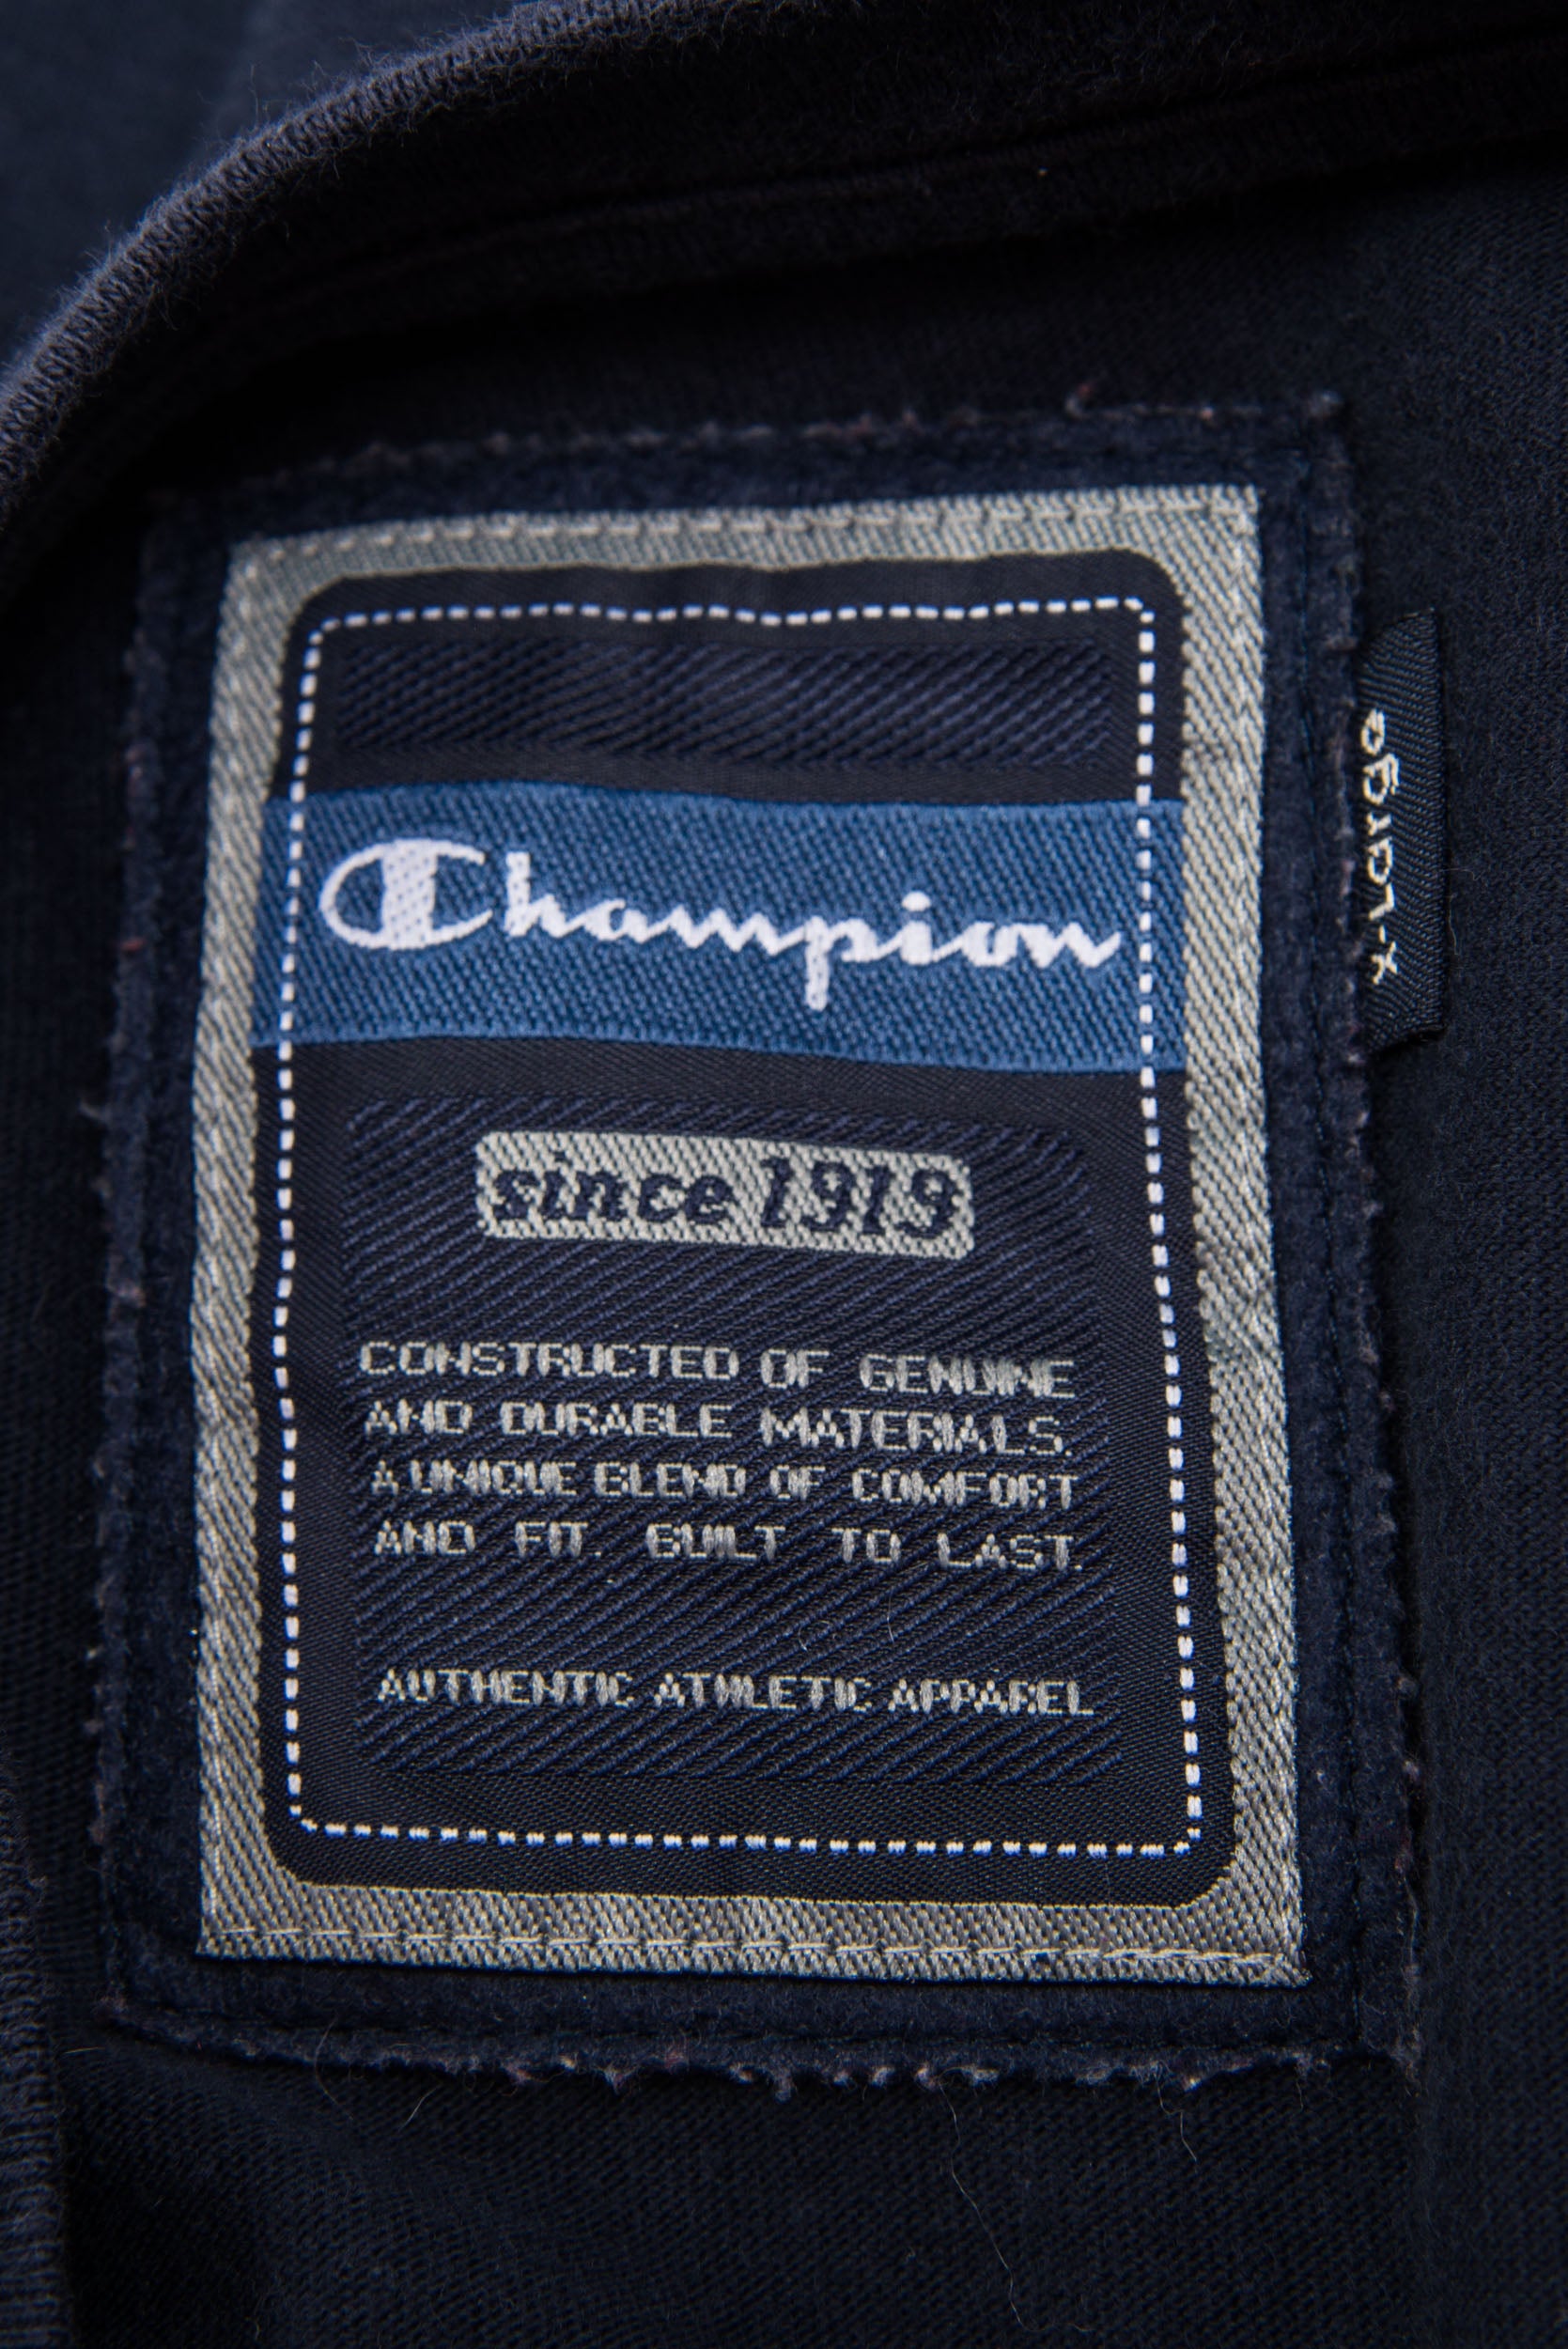 Champion
since 1919
CONSTRUCTED OF GENUINE
AND DURABLE MATERIALS.
A UNIQUE BLEND OF COMFORT
AND FIT. BUILT TO LAST.
AUTHENTIC ATHLETIC APPAREL
X-Large